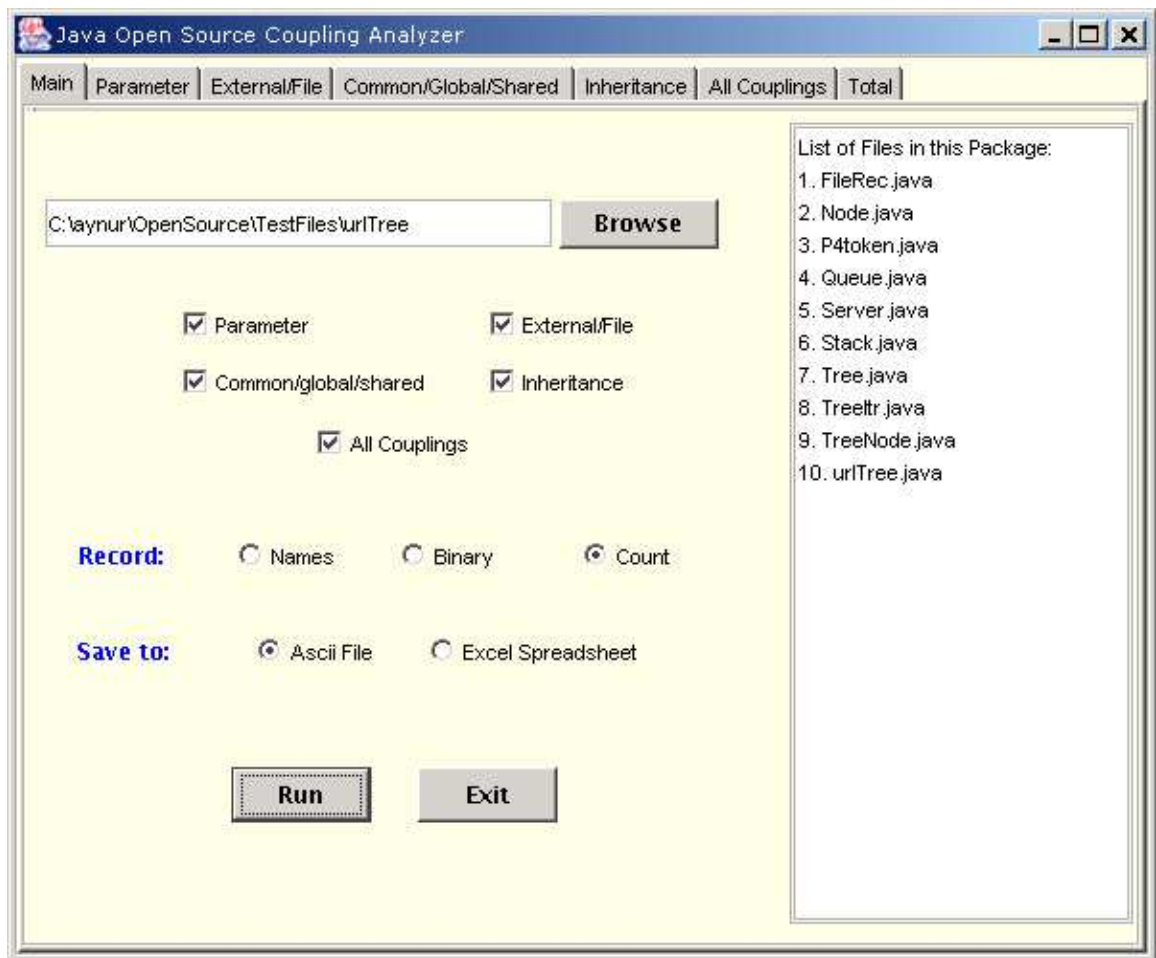 Java Open Source Coupling Analyzer
Main Parameter External/File Common/Global/Shared Inheritance All Couplings Total
C:\aynur\OpenSource\TestFiles\urlTree Browse
Parameter External/File
Common/global/shared Inheritance
All Couplings
Record: Names Binary Count
Save to: Ascii File Excel Spreadsheet
Run Exit
List of Files in this Package:
1. FileRec.java
2. Node.java
3. P4token.java
4. Queue.java
5. Server.java
6. Stack.java
7. Tree.java
8. TreeItr.java
9. TreeNode.java
10. urlTree.java